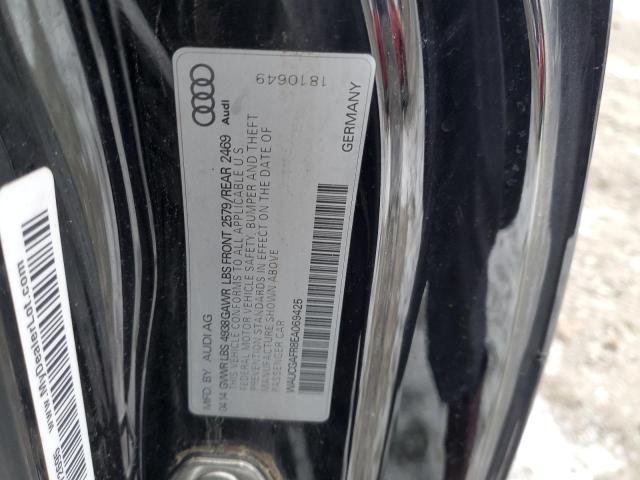 MFD. BY AUDI AG
04 14 GVWR LBS 4938 GAWR LBS FRONT 2579/REAR 2469
THIS VEHICLE CONFORMS TO ALL APPLICABLE U S
FEDERAL MOTOR VEHICLE SAFETY, BUMPER AND THEFT
PREVENTION STANDARDS IN EFFECT ON THE DATE OF
MANUFACTURE SHOWN ABOVE
PASSENGER CAR
WAUCGAFR8EA069425
Audi
1810649
GERMANY